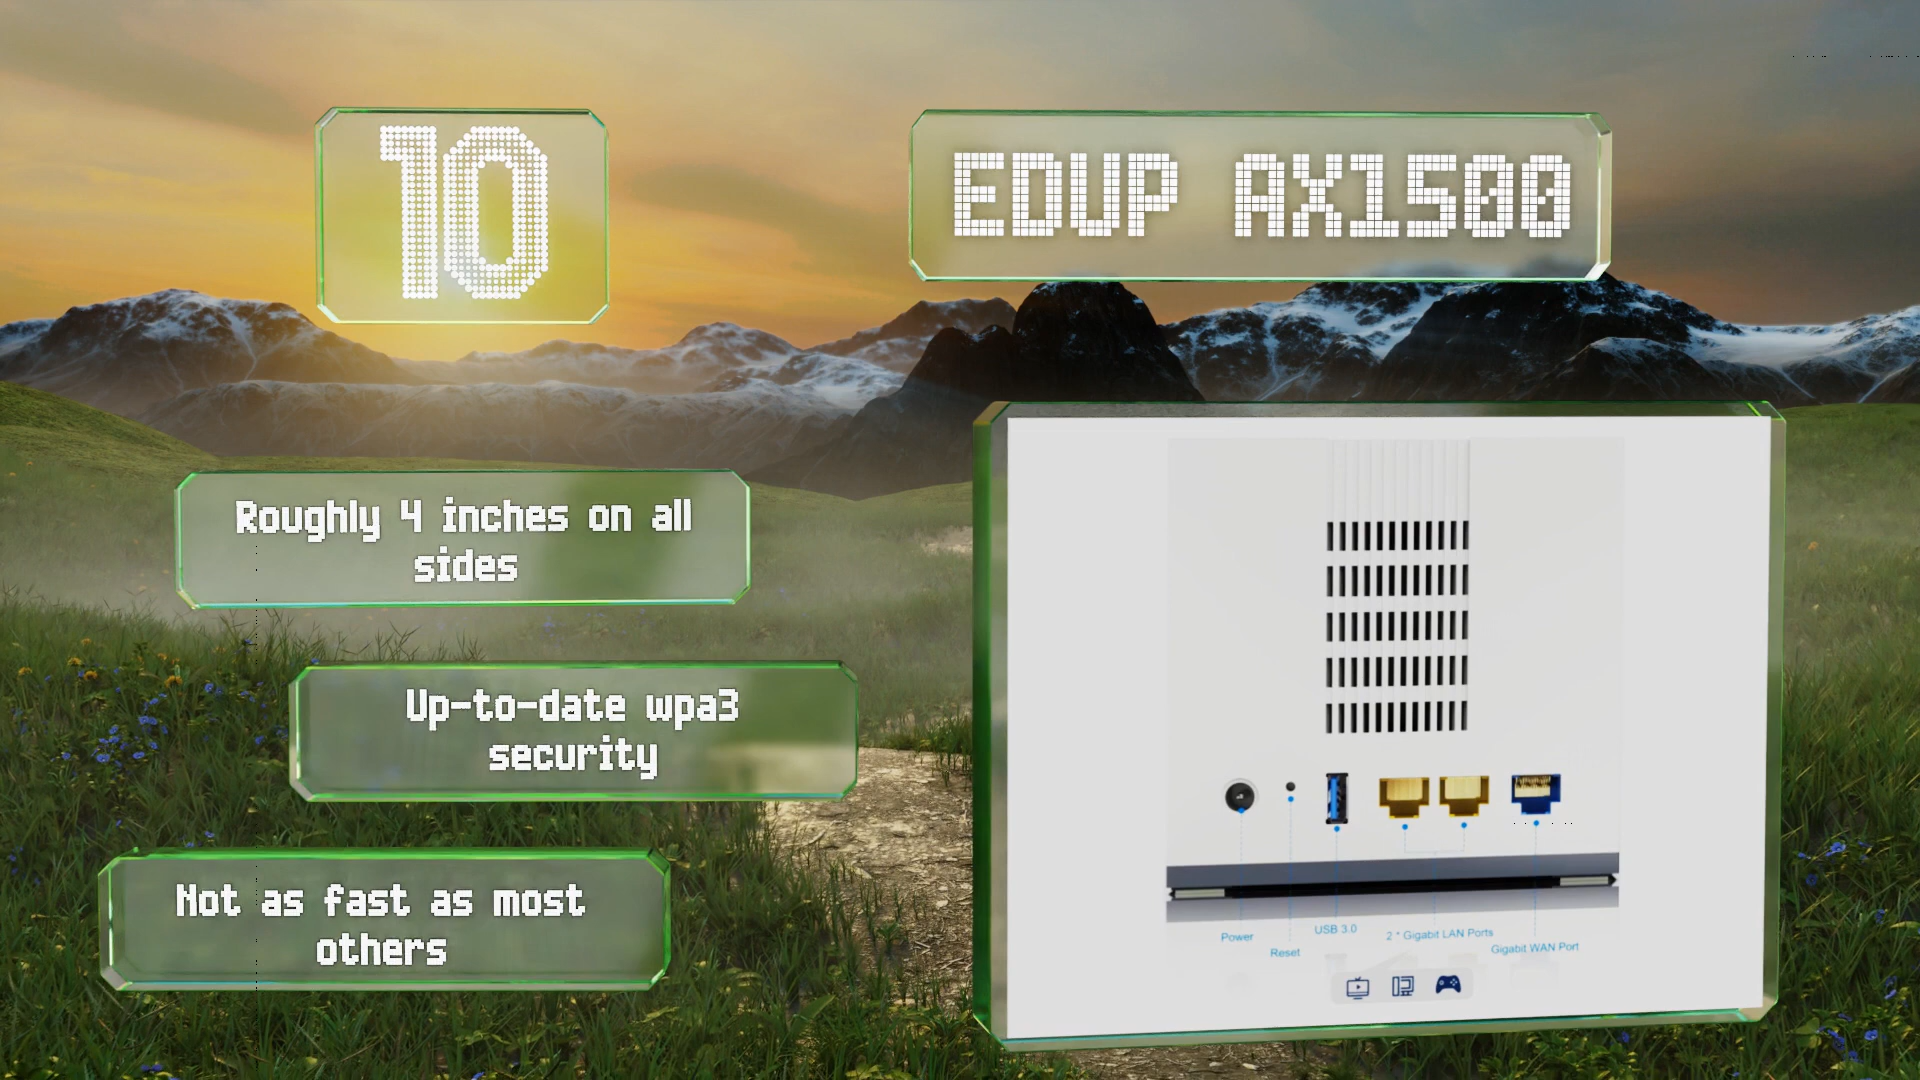 10
EDUP AX1500
Roughly 4 inches on all
sides
Up-to-date wpa3
security
Not as fast as most
others
Power
Reset
USB 3.0
2 * Gigabit LAN Ports
Gigabit WAN Port